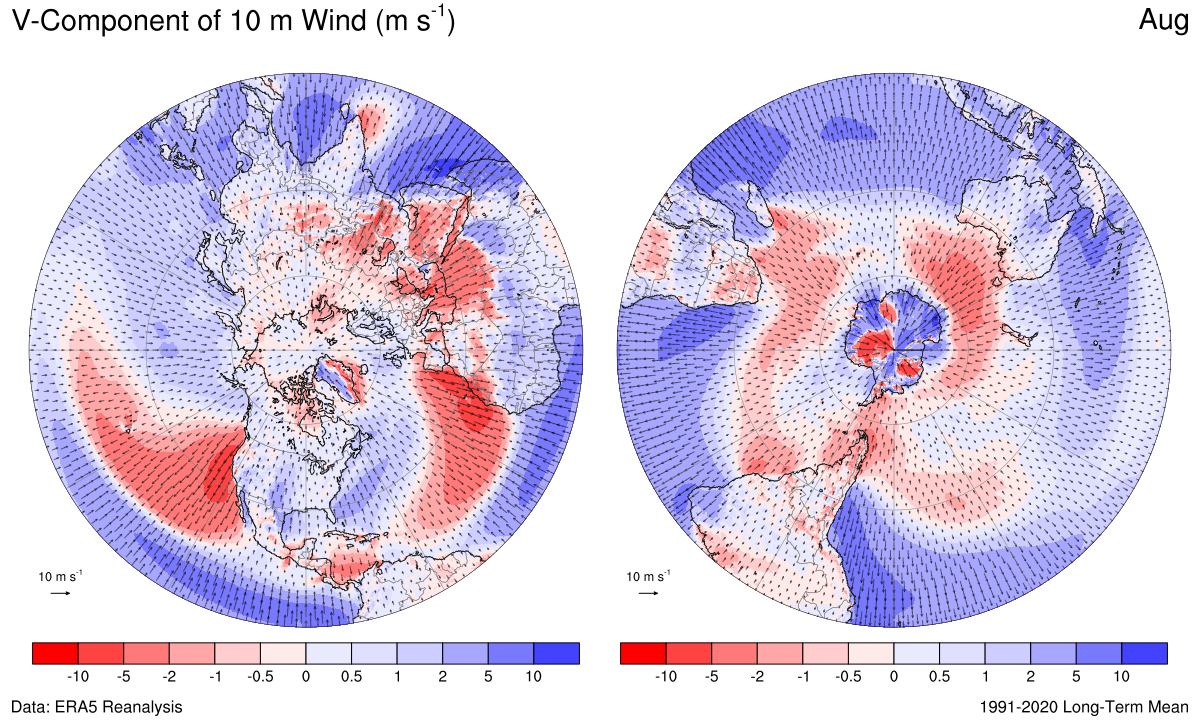 V-Component of 10 m Wind (m s⁻¹) Aug
10 m s⁻¹ 10 m s⁻¹
-10 -5 -2 -1 -0.5 0 0.5 1 2 5 10 -10 -5 -2 -1 -0.5 0 0.5 1 2 5 10
Data: ERA5 Reanalysis 1991-2020 Long-Term Mean